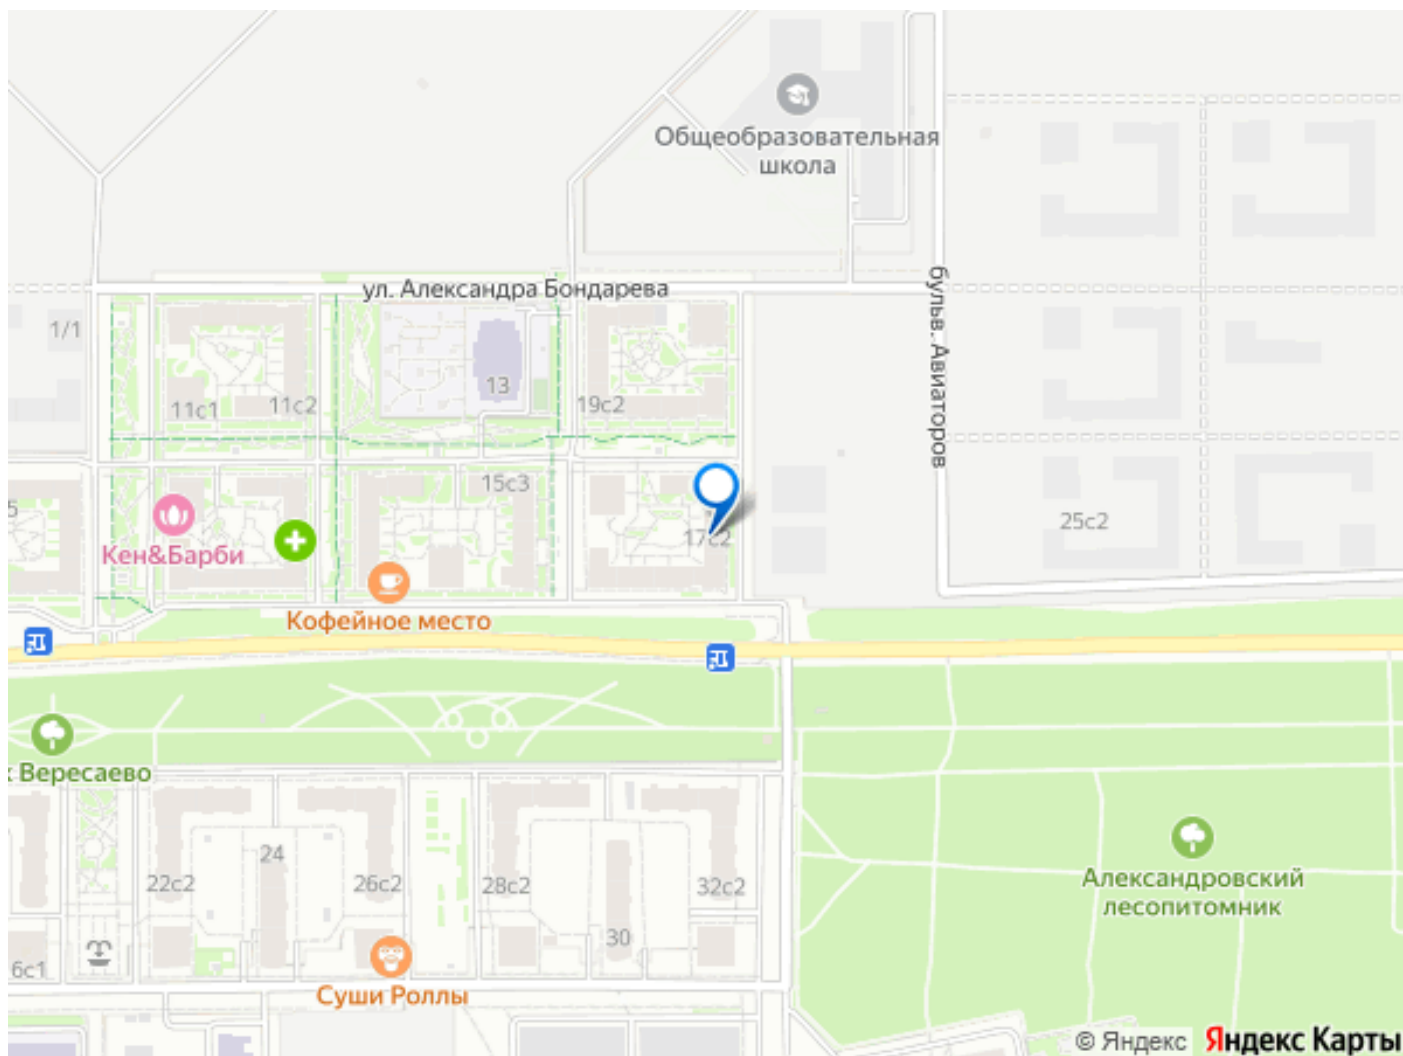 Общеобразовательная
школа
ул. Александра Бондарева
бульв. Авиаторов
1/1
11с1
11с2
13
19с2
15с3
5
17с2
25с2
Кен&Барби
Кофейное место
к Вересаево
22с2
24
26с2
28с2
32с2
30
Александровский
лесопитомник
6с1
Суши Роллы
© Яндекс Яндекс Карты